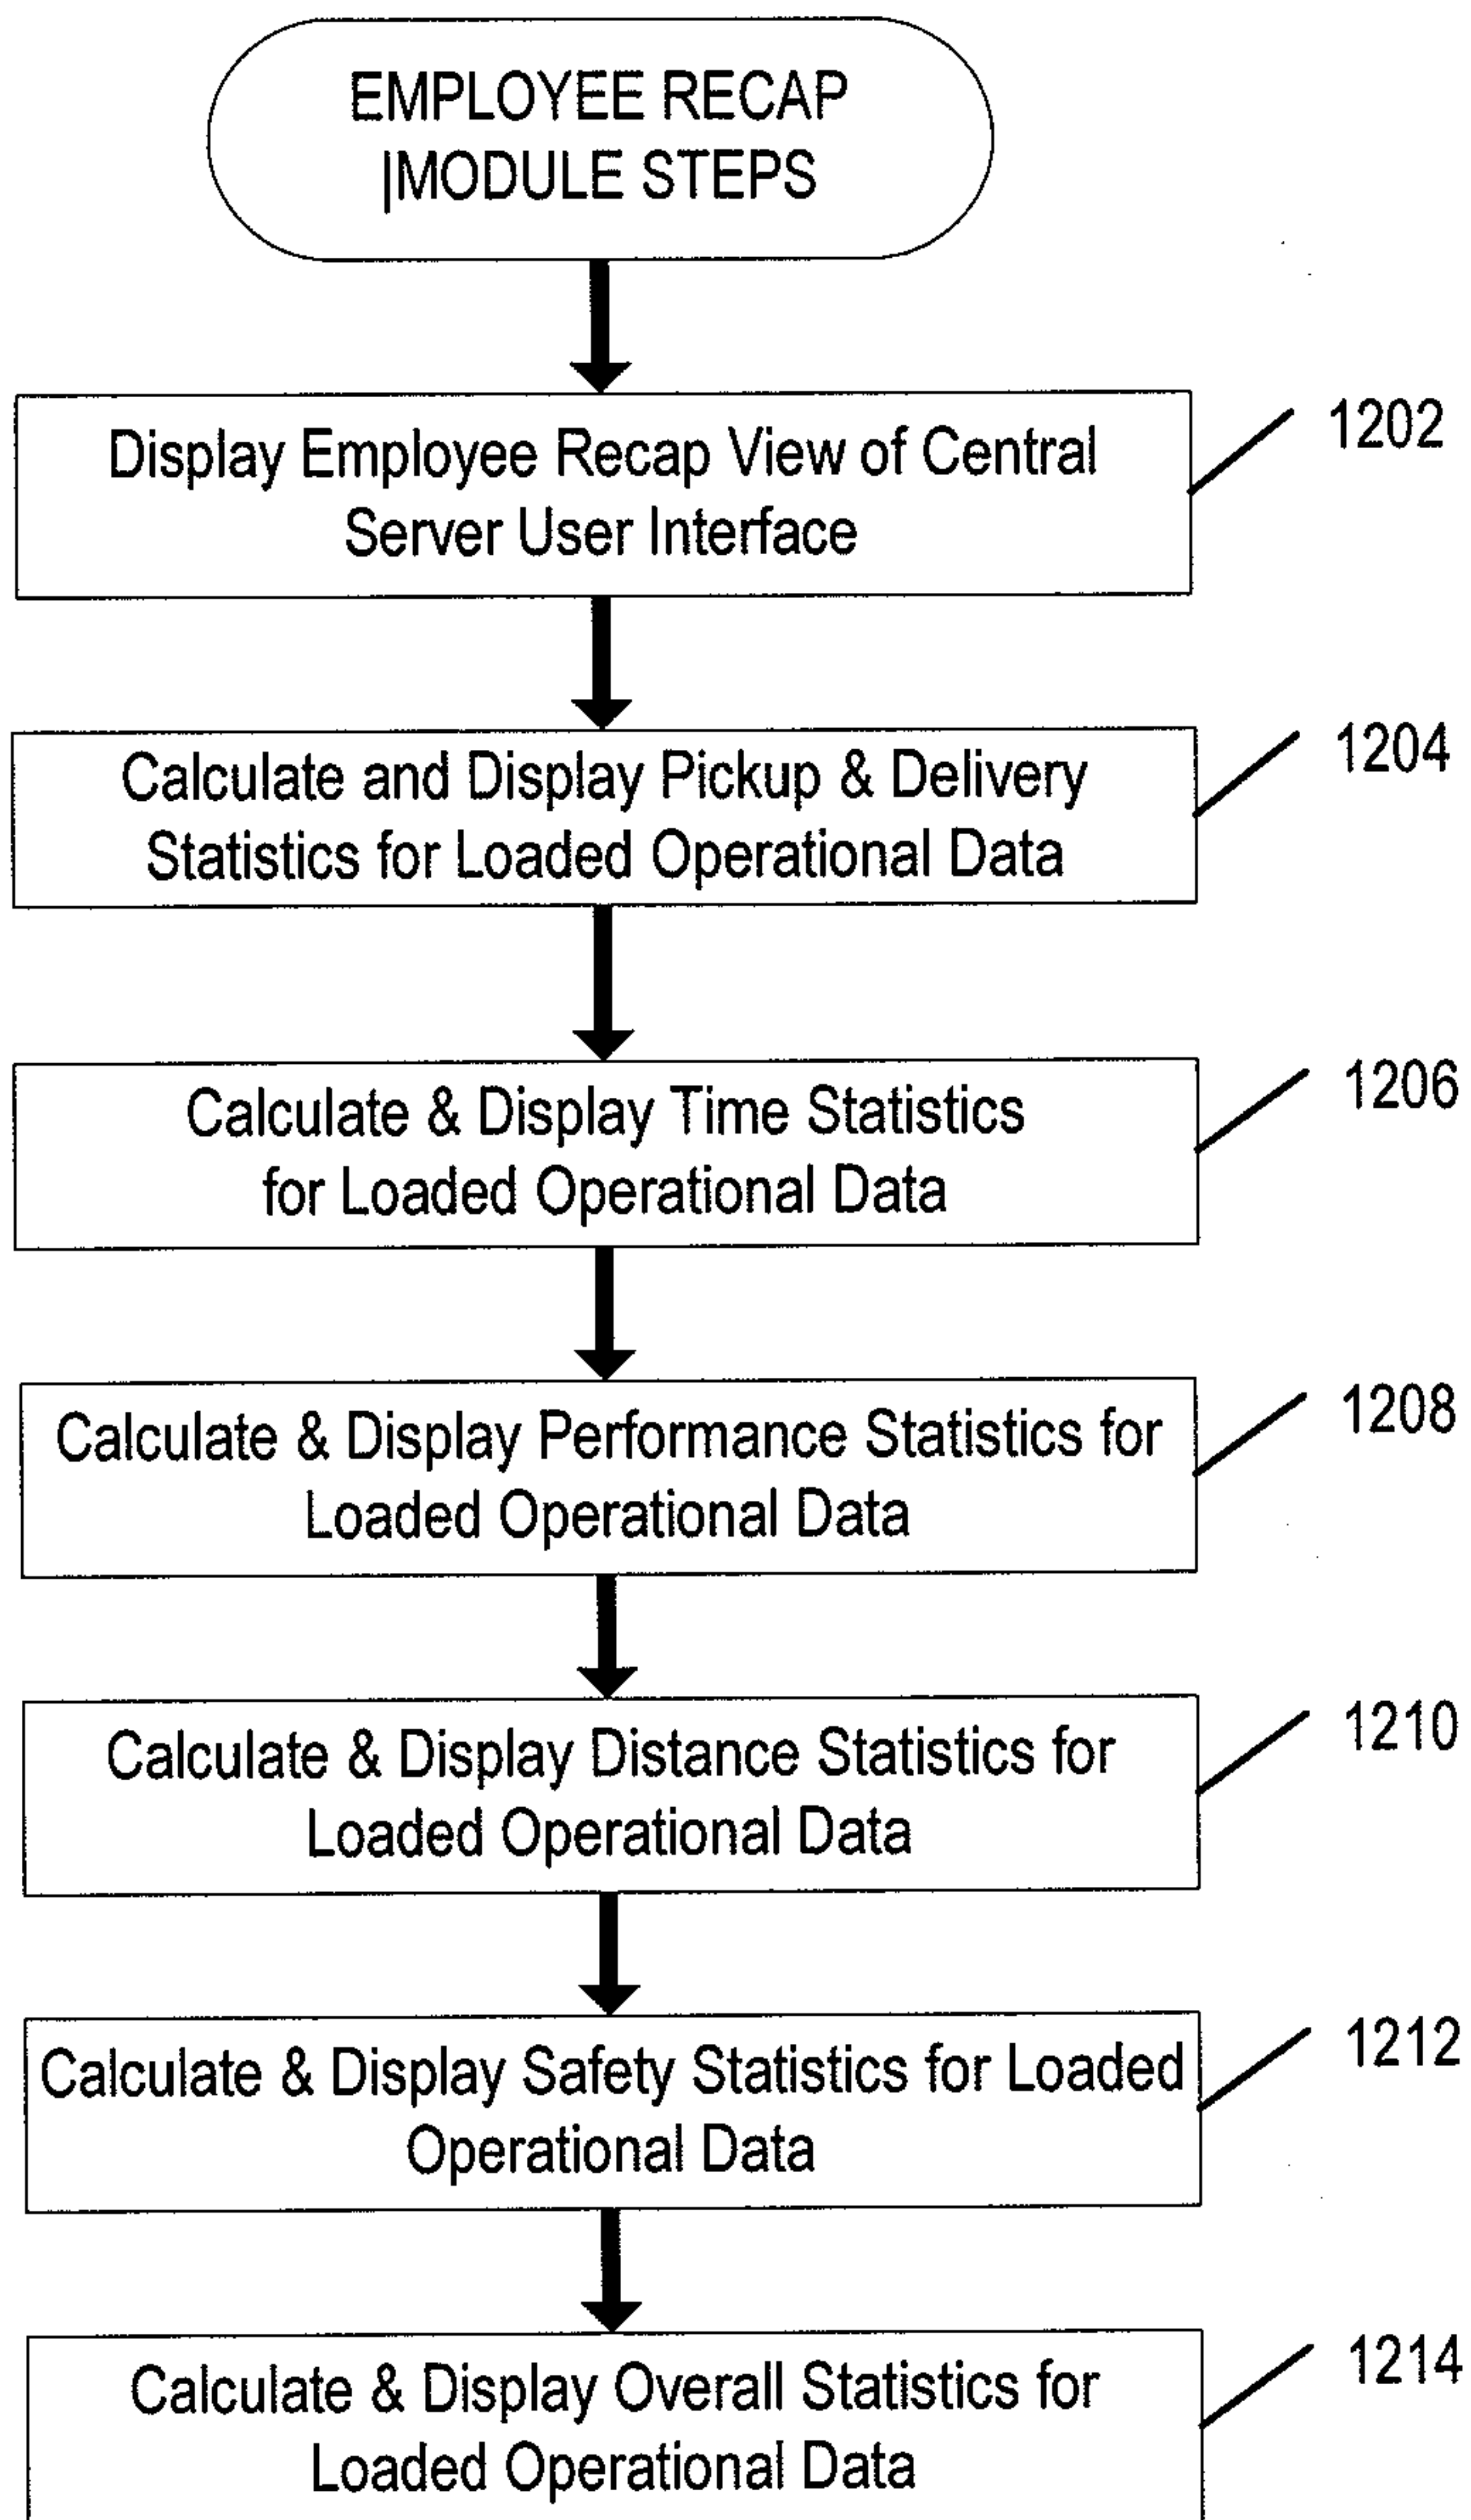 EMPLOYEE RECAP
|MODULE STEPS
Display Employee Recap View of Central
Server User Interface
1202
Calculate and Display Pickup & Delivery
Statistics for Loaded Operational Data
1204
Calculate & Display Time Statistics
for Loaded Operational Data
1206
Calculate & Display Performance Statistics for
Loaded Operational Data
1208
Calculate & Display Distance Statistics for
Loaded Operational Data
1210
Calculate & Display Safety Statistics for Loaded
Operational Data
1212
Calculate & Display Overall Statistics for
Loaded Operational Data
1214